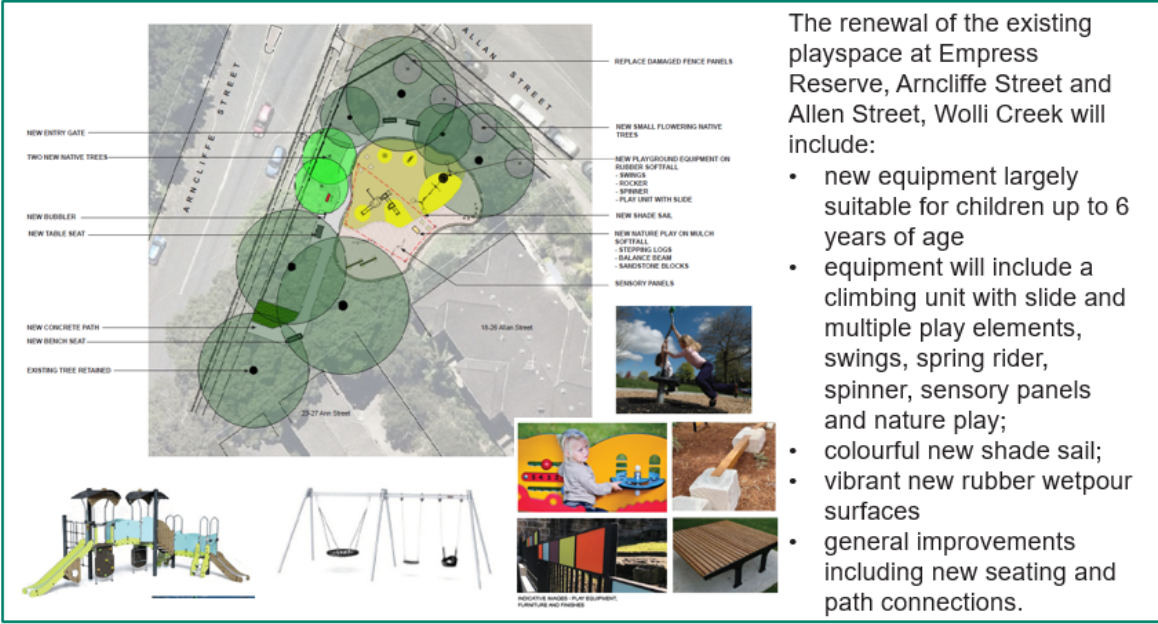 ALLAN STREET
ARNCLIFFE STREET
REPLACE DAMAGED FENCE PANELS
NEW ENTRY GATE
TWO NEW NATIVE TREES
NEW BUBBLER
NEW TABLE SEAT
NEW CONCRETE PATH
NEW BENCH SEAT
EXISTING TREE RETAINED
NEW SMALL FLOWERING NATIVE
TREES
NEW PLAYGROUND EQUIPMENT ON
RUBBER SOFTFALL
- SWINGS
- ROCKER
- SPINNER
- PLAY UNIT WITH SLIDE
NEW SHADE SAIL
NEW NATURE PLAY ON MULCH
SOFTFALL
- STEPPING LOGS
- BALANCE BEAM
- SANDSTONE BLOCKS
SENSORY PANELS
18-26 Allan Street
23-27 Ann Street
INDICATIVE IMAGES - PLAY EQUIPMENT,
FURNITURE AND FINISHES
The renewal of the existing
playspace at Empress
Reserve, Arncliffe Street and
Allen Street, Wolli Creek will
include:
• new equipment largely
suitable for children up to 6
years of age
• equipment will include a
climbing unit with slide and
multiple play elements,
swings, spring rider,
spinner, sensory panels
and nature play;
• colourful new shade sail;
• vibrant new rubber wetpour
surfaces
• general improvements
including new seating and
path connections.